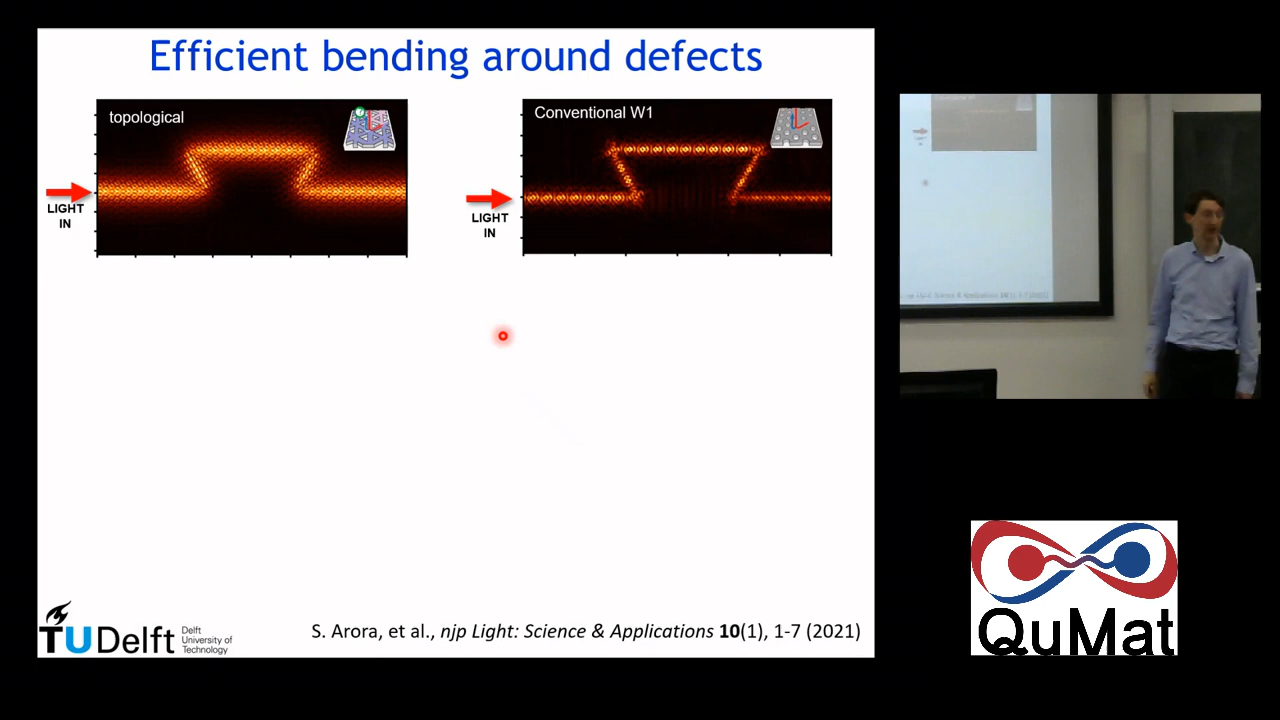 Efficient bending around defects
topological
LIGHT
IN
Conventional W1
LIGHT
IN
TUDelft
Delft
University of
Technology
S. Arora, et al., njp Light: Science & Applications 10(1), 1-7 (2021)
QuMat